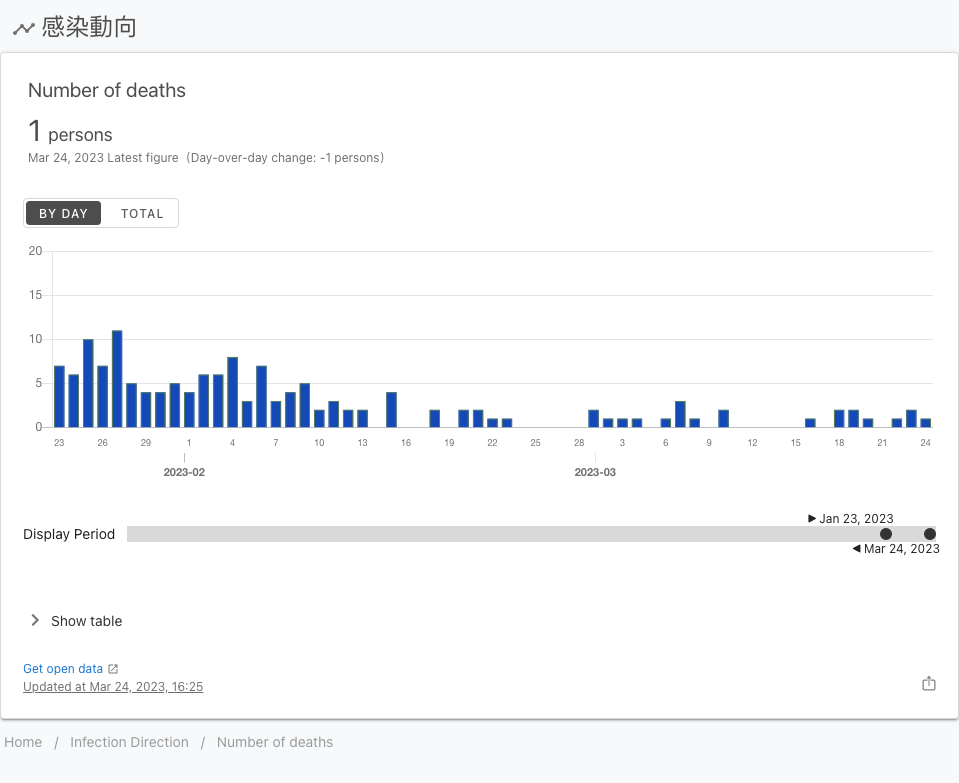 感染動向
Number of deaths
1 persons
Mar 24, 2023 Latest figure (Day-over-day change: -1 persons)
BY DAY TOTAL
20
15
10
5
0
23 26 29 1 4 7 10 13 16 19 22 25 28 3 6 9 12 15 18 21 24
2023-02 2023-03
Jan 23, 2023
Display Period
Mar 24, 2023
Show table
Get open data
Updated at Mar 24, 2023, 16:25
Home / Infection Direction / Number of deaths